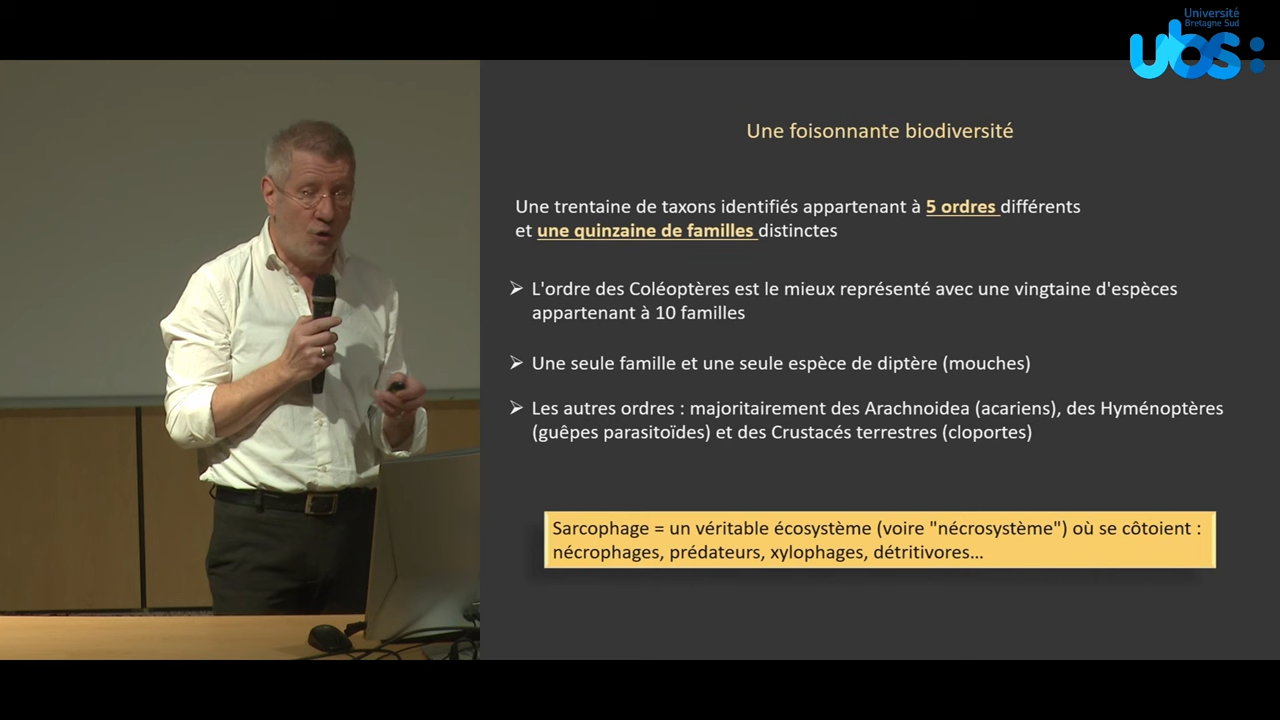 Université
Bretagne Sud
ubs:
Une foisonnante biodiversité
Une trentaine de taxons identifiés appartenant à 5 ordres différents
et une quinzaine de familles distinctes
➢ L'ordre des Coléoptères est le mieux représenté avec une vingtaine d'espèces
appartenant à 10 familles
➢ Une seule famille et une seule espèce de diptère (mouches)
➢ Les autres ordres : majoritairement des Arachnoidea (acariens), des Hyménoptères
(guêpes parasitoïdes) et des Crustacés terrestres (cloportes)
Sarcophage = un véritable écosystème (voire "nécrosystème") où se côtoient :
nécrophages, prédateurs, xylophages, détritivores...